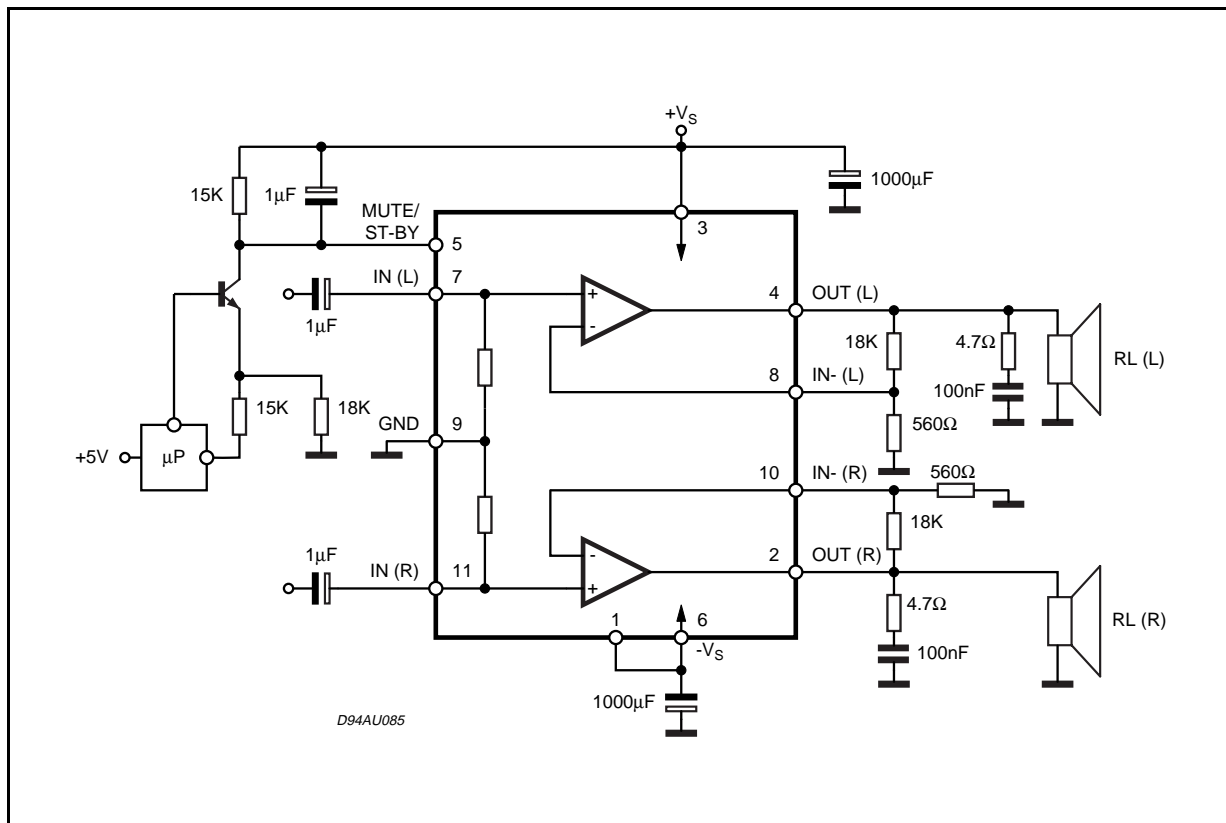 +VS
15K
1μF
1000μF
MUTE/
ST-BY
5
3
IN (L)
7
1μF
+
-
4
OUT (L)
18K
4.7Ω
RL (L)
8
IN- (L)
100nF
15K
18K
GND
9
560Ω
+5V
μP
10
IN- (R)
560Ω
18K
1μF
IN (R)
11
-
+
2
OUT (R)
4.7Ω
RL (R)
1
6
-VS
100nF
1000μF
D94AU085